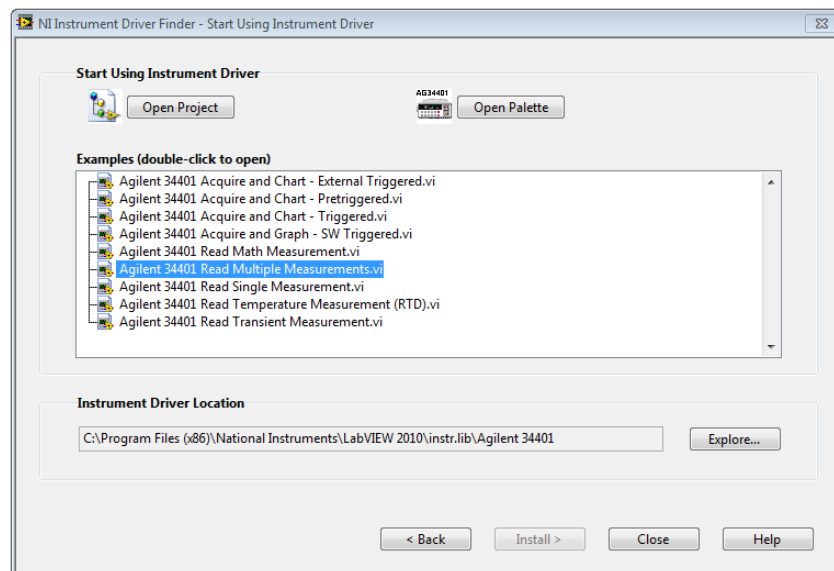 NI Instrument Driver Finder - Start Using Instrument Driver
Start Using Instrument Driver
Open Project
AG34401
Open Palette
Examples (double-click to open)
Agilent 34401 Acquire and Chart - External Triggered.vi
Agilent 34401 Acquire and Chart - Pretriggered.vi
Agilent 34401 Acquire and Chart - Triggered.vi
Agilent 34401 Acquire and Graph - SW Triggered.vi
Agilent 34401 Read Math Measurement.vi
Agilent 34401 Read Multiple Measurements.vi
Agilent 34401 Read Single Measurement.vi
Agilent 34401 Read Temperature Measurement (RTD).vi
Agilent 34401 Read Transient Measurement.vi
Instrument Driver Location
C:\Program Files (x86)\National Instruments\LabVIEW 2010\instr.lib\Agilent 34401
Explore...
< Back
Install >
Close
Help